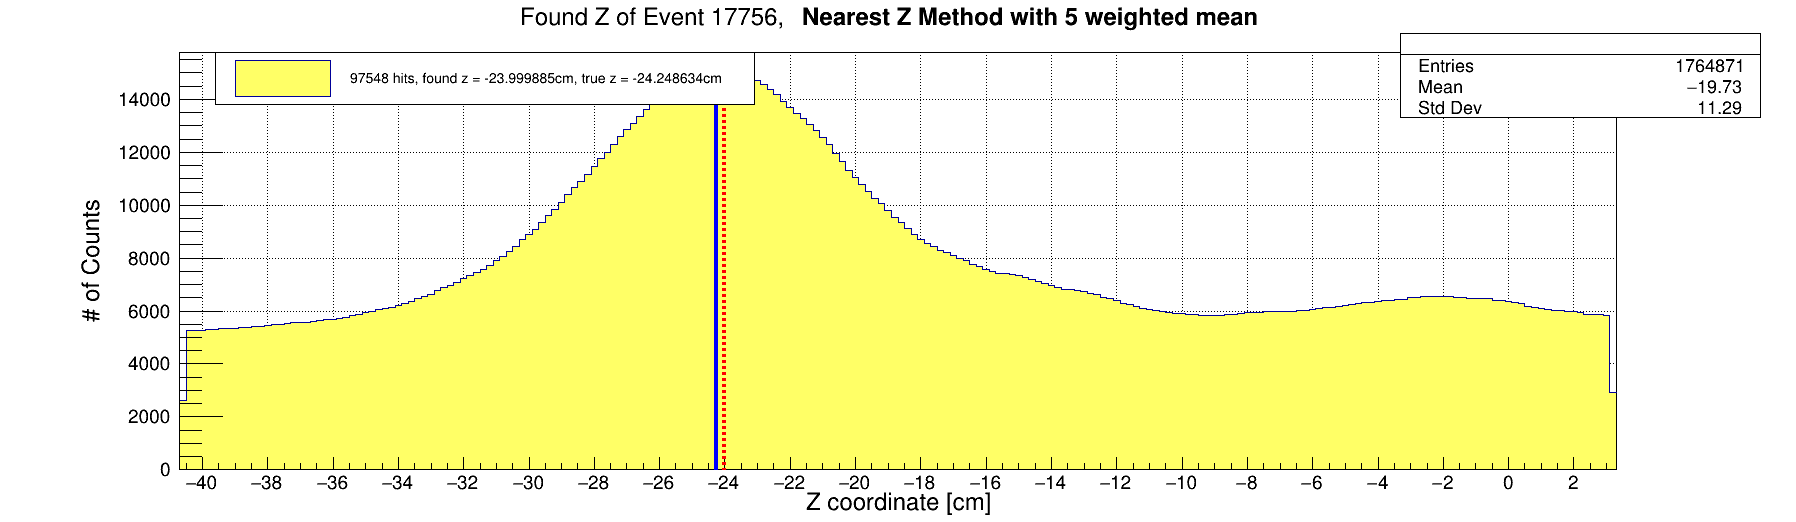 Found Z of Event 17756, Nearest Z Method with 5 weighted mean
97548 hits, found z = -23.999885cm, true z = -24.248634cm
Entries 1764871
Mean −19.73
Std Dev 11.29
# of Counts
14000
12000
10000
8000
6000
4000
2000
0
−40 −38 −36 −34 −32 −30 −28 −26 −24 −22 −20 −18 −16 −14 −12 −10 −8 −6 −4 −2 0 2
Z coordinate [cm]